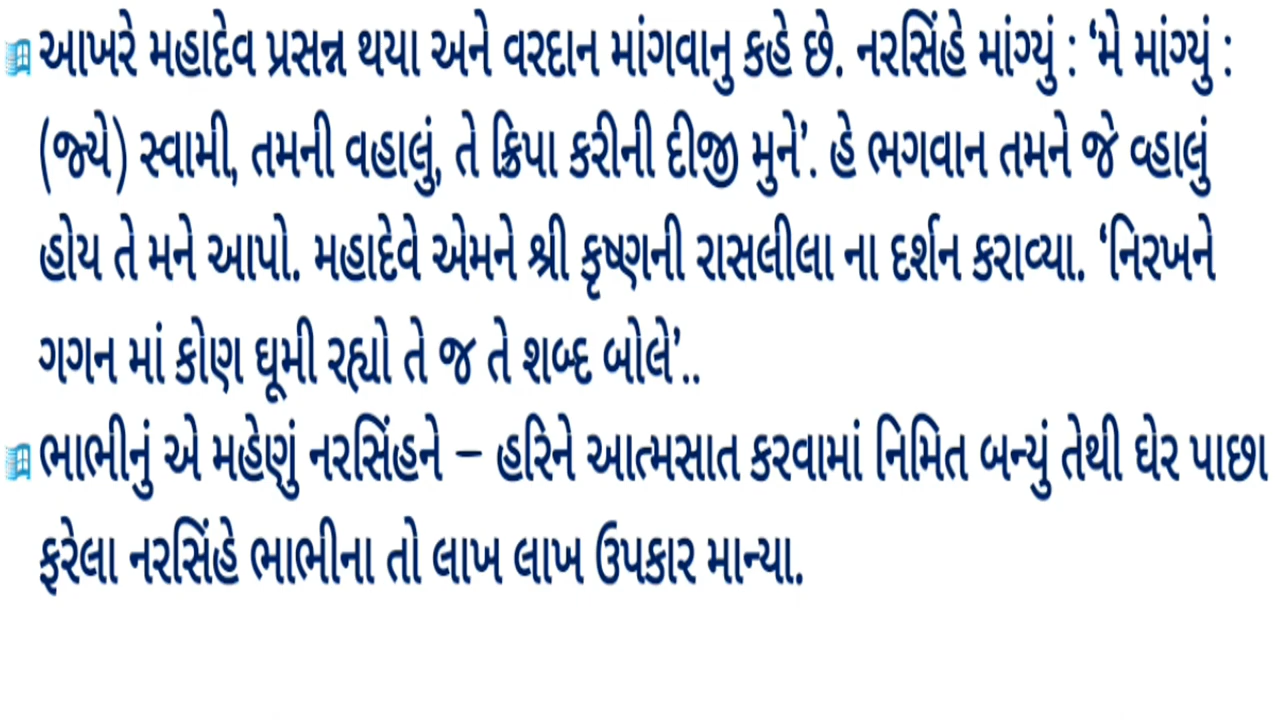 આખરે મહાદેવ પ્રસન્ન થયા અને વરદાન માંગવાનુ કહે છે. નરસિંહે માંગ્યું : ‘મે માંગ્યું :
(જ્યે) સ્વામી, તમની વહાલું, તે ક્રિપા કરીની દીજી મુને’. હે ભગવાન તમને જે વ્હાલું
હોય તે મને આપો. મહાદેવે એમને શ્રી કૃષ્ણની રાસલીલા ના દર્શન કરાવ્યા. ‘નિરખને
ગગન માં કોણ ઘૂમી રહ્યો તે જ તે શબ્દ બોલે’..
ભાભીનું એ મહેણું નરસિંહને – હરિને આત્મસાત કરવામાં નિમિત બન્યું તેથી ઘેર પાછા
ફરેલા નરસિંહે ભાભીના તો લાખ લાખ ઉપકાર માન્યા.